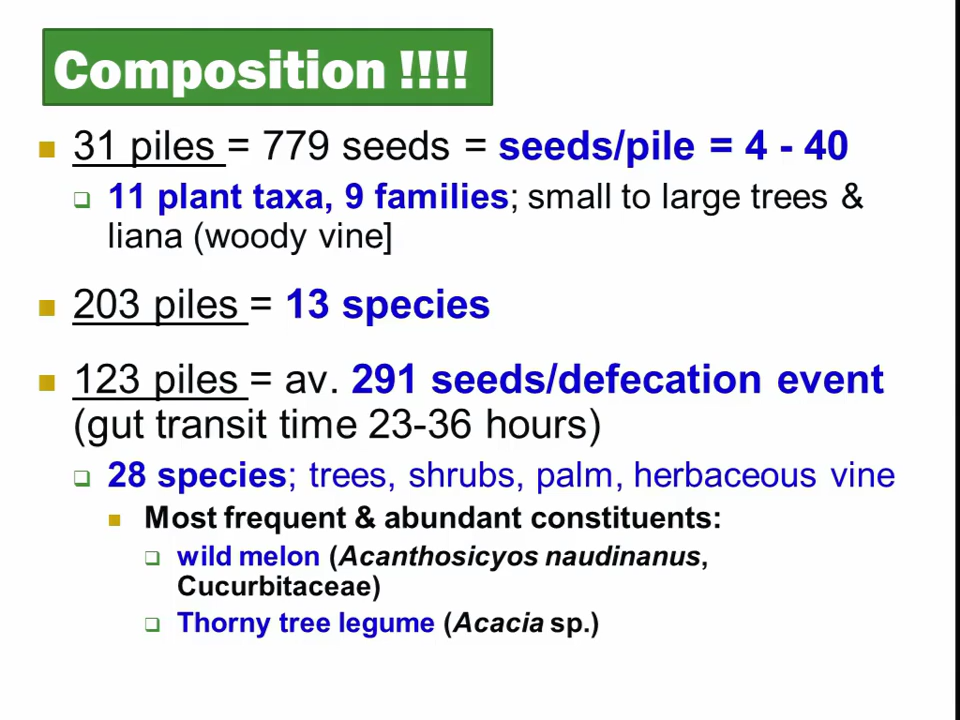 Composition !!!!
31 piles = 779 seeds = seeds/pile = 4 - 40
11 plant taxa, 9 families; small to large trees &
liana (woody vine]
203 piles = 13 species
123 piles = av. 291 seeds/defecation event
(gut transit time 23-36 hours)
28 species; trees, shrubs, palm, herbaceous vine
Most frequent & abundant constituents:
wild melon (Acanthosicyos naudinanus,
Cucurbitaceae)
Thorny tree legume (Acacia sp.)